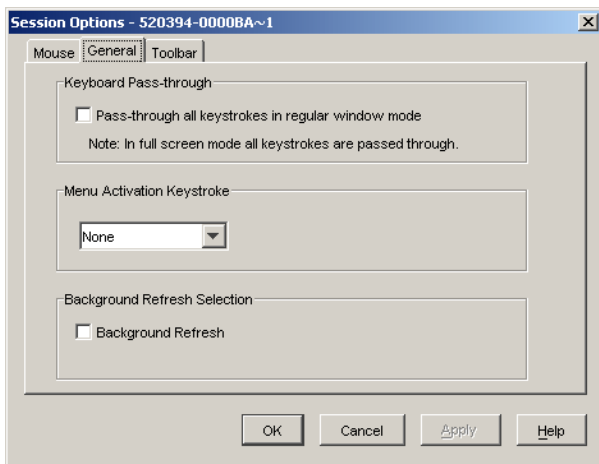 Session Options - 520394-0000BA~1
Mouse General Toolbar
Keyboard Pass-through
Pass-through all keystrokes in regular window mode
Note: In full screen mode all keystrokes are passed through.
Menu Activation Keystroke
None
Background Refresh Selection
Background Refresh
OK Cancel Apply Help